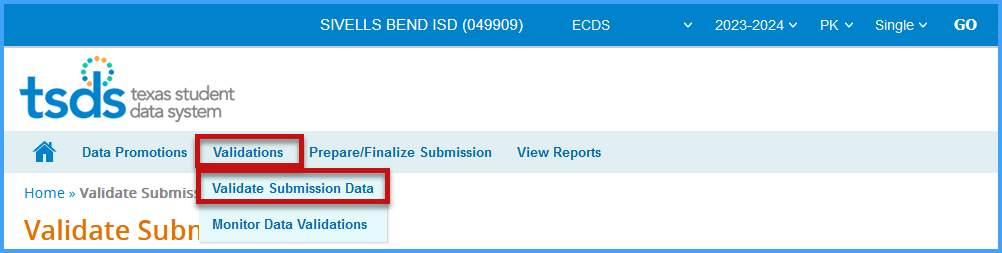 SIVELLS BEND ISD (049909) ECDS 2023-2024 PK Single GO
tsds texas student
data system
Data Promotions Validations Prepare/Finalize Submission View Reports
Home » Validate Submiss
Validate Submission Data
Validate Subm
Monitor Data Validations